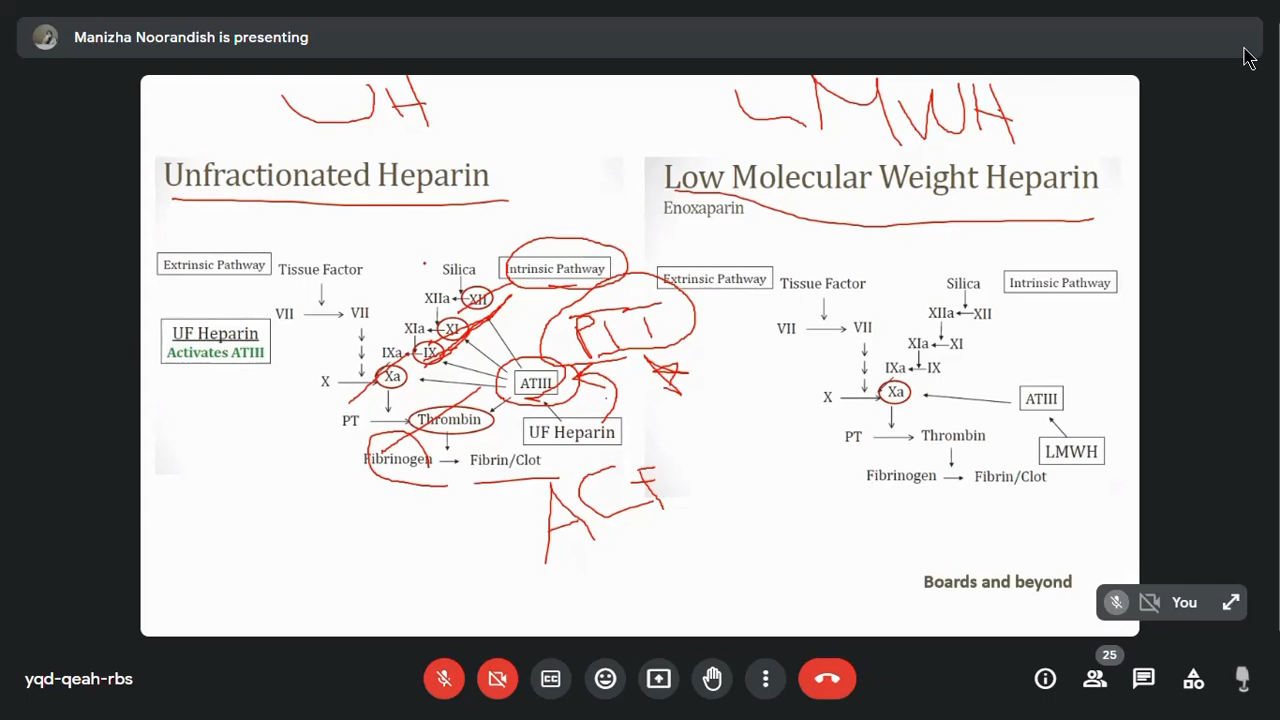 Manizha Noorandish is presenting
UH
LMWH
Unfractionated Heparin
Low Molecular Weight Heparin
Enoxaparin
Extrinsic Pathway
Tissue Factor
Silica
Intrinsic Pathway
XIIa
XII
VII
VII
UF Heparin
Activates ATIII
XIa
XI
PTT
IXa
IX
X
Xa
ATIII
PT
Thrombin
UF Heparin
Fibrinogen
Fibrin/Clot
Extrinsic Pathway
Tissue Factor
Silica
Intrinsic Pathway
XIIa
XII
VII
VII
XIa
XI
IXa
IX
X
Xa
ATIII
PT
Thrombin
LMWH
Fibrinogen
Fibrin/Clot
Boards and beyond
You
25
yqd-qeah-rbs
CC